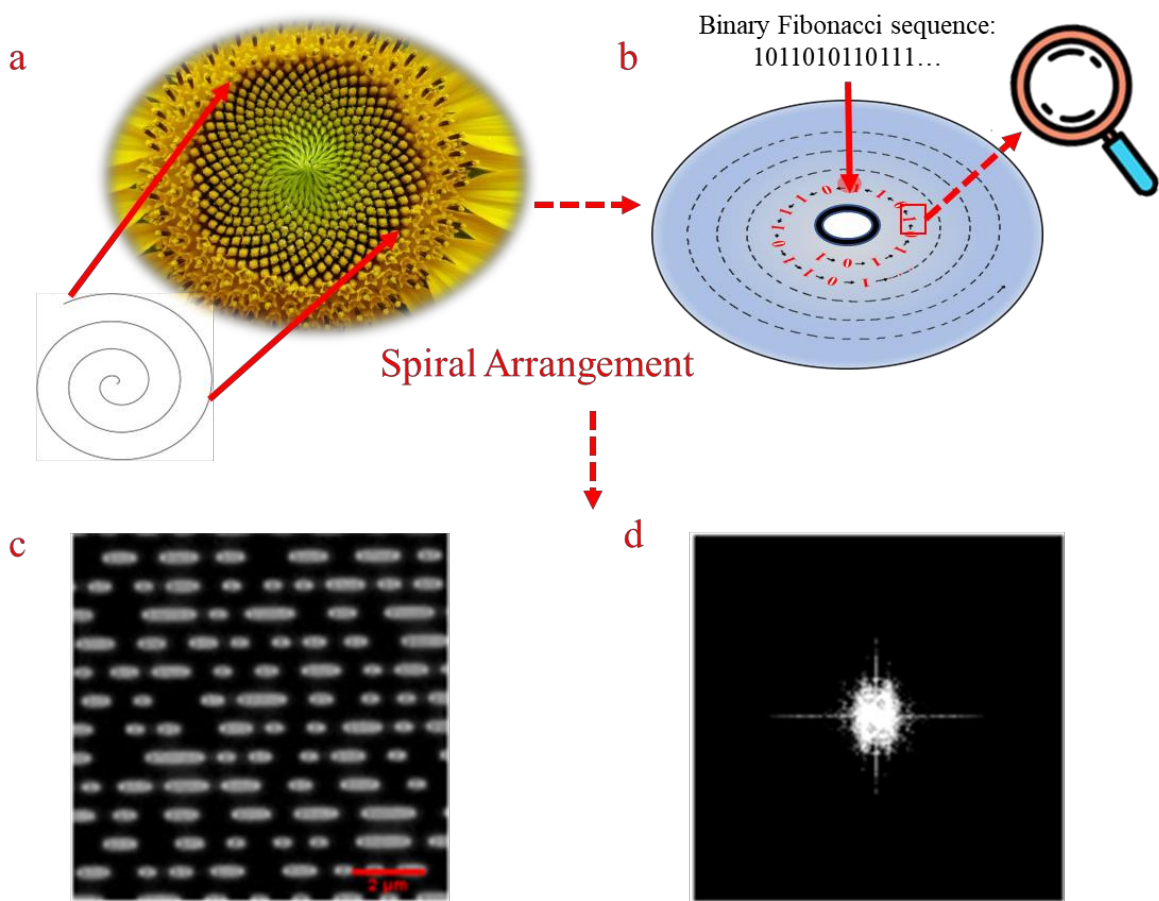 a
b
Binary Fibonacci sequence:
1011010110111…
Spiral Arrangement
c
d
2 μm